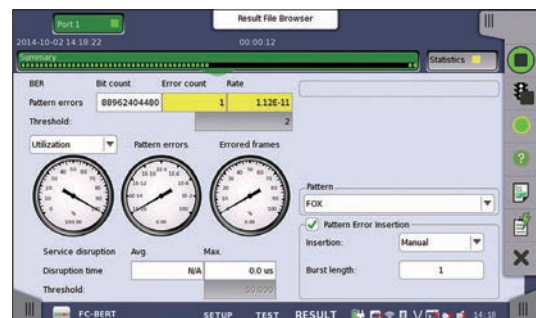 Port 1
Result File Browser
2014-10-02 14:18:22
00:00:12
Summary
Statistics
BER Bit count Error count Rate
Pattern errors 88962404480 1 1.12E-11
Threshold: 2
Utilization Pattern errors Errored frames
Pattern
FOX
Pattern Error Insertion
Insertion: Manual
Burst length: 1
Service disruption Avg. Max.
Disruption time N/A 0.0 us
Threshold:
FC-BERT SETUP TEST RESULT 14:18